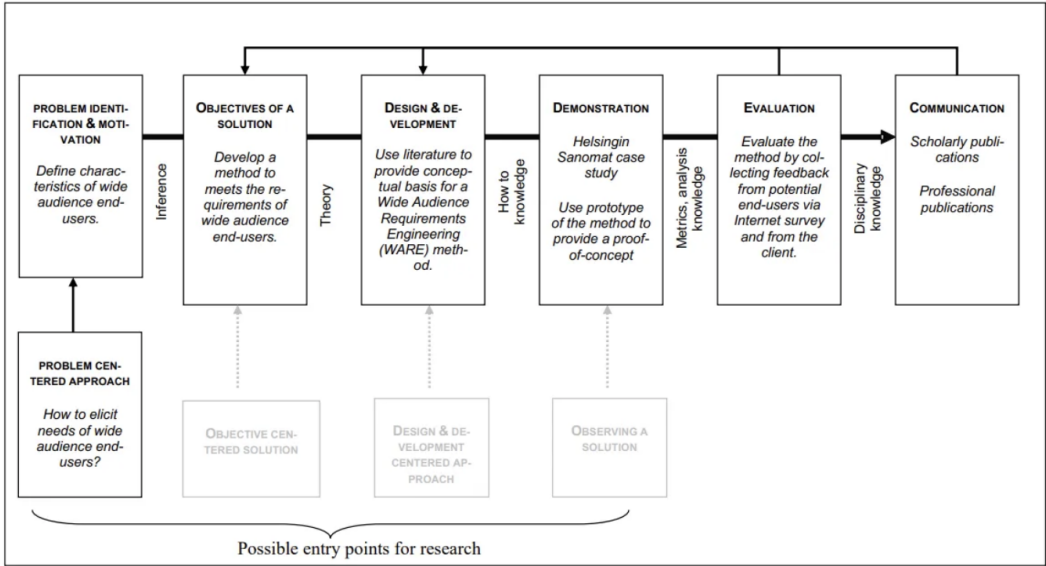 PROBLEM IDENTI-
FICATION & MOTI-
VATION
Define charac-
teristics of wide
audience end-
users.
Inference
OBJECTIVES OF A
SOLUTION
Develop a
method to
meets the re-
quirements of
wide audience
end-users.
Theory
DESIGN & DE-
VELOPMENT
Use literature to
provide concep-
tual basis for a
Wide Audience
Requirements
Engineering
(WARE) meth-
od.
How to
knowledge
DEMONSTRATION
Helsingin
Sanomat case
study
Use prototype
of the method to
provide a proof-
of-concept
Metrics, analysis
knowledge
EVALUATION
Evaluate the
method by col-
lecting feedback
from potential
end-users via
Internet survey
and from the
client.
Disciplinary
knowledge
COMMUNICATION
Scholarly publi-
cations
Professional
publications
PROBLEM CEN-
TERED APPROACH
How to elicit
needs of wide
audience end-
users?
OBJECTIVE CEN-
TERED SOLUTION
DESIGN & DE-
VELOPMENT
CENTERED AP-
PROACH
OBSERVING A
SOLUTION
Possible entry points for research